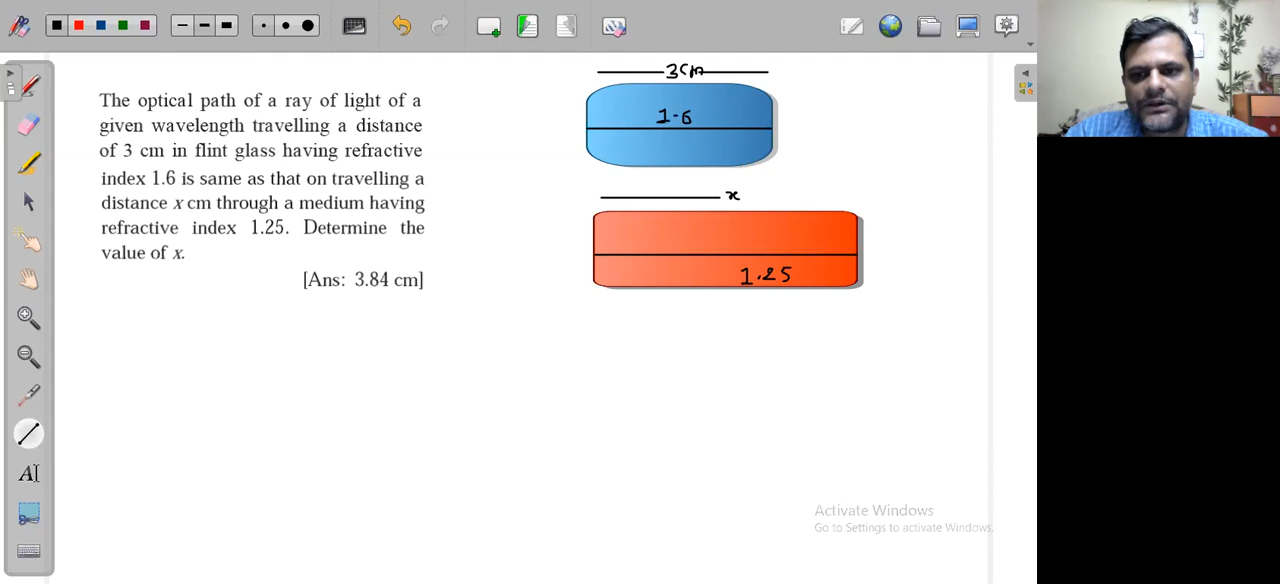 The optical path of a ray of light of a
given wavelength travelling a distance
of 3 cm in flint glass having refractive
index 1.6 is same as that on travelling a
distance x cm through a medium having
refractive index 1.25. Determine the
value of x.
[Ans: 3.84 cm]
3cm
1.6
x
1.25
A
Activate Windows
Go to Settings to activate Windows.